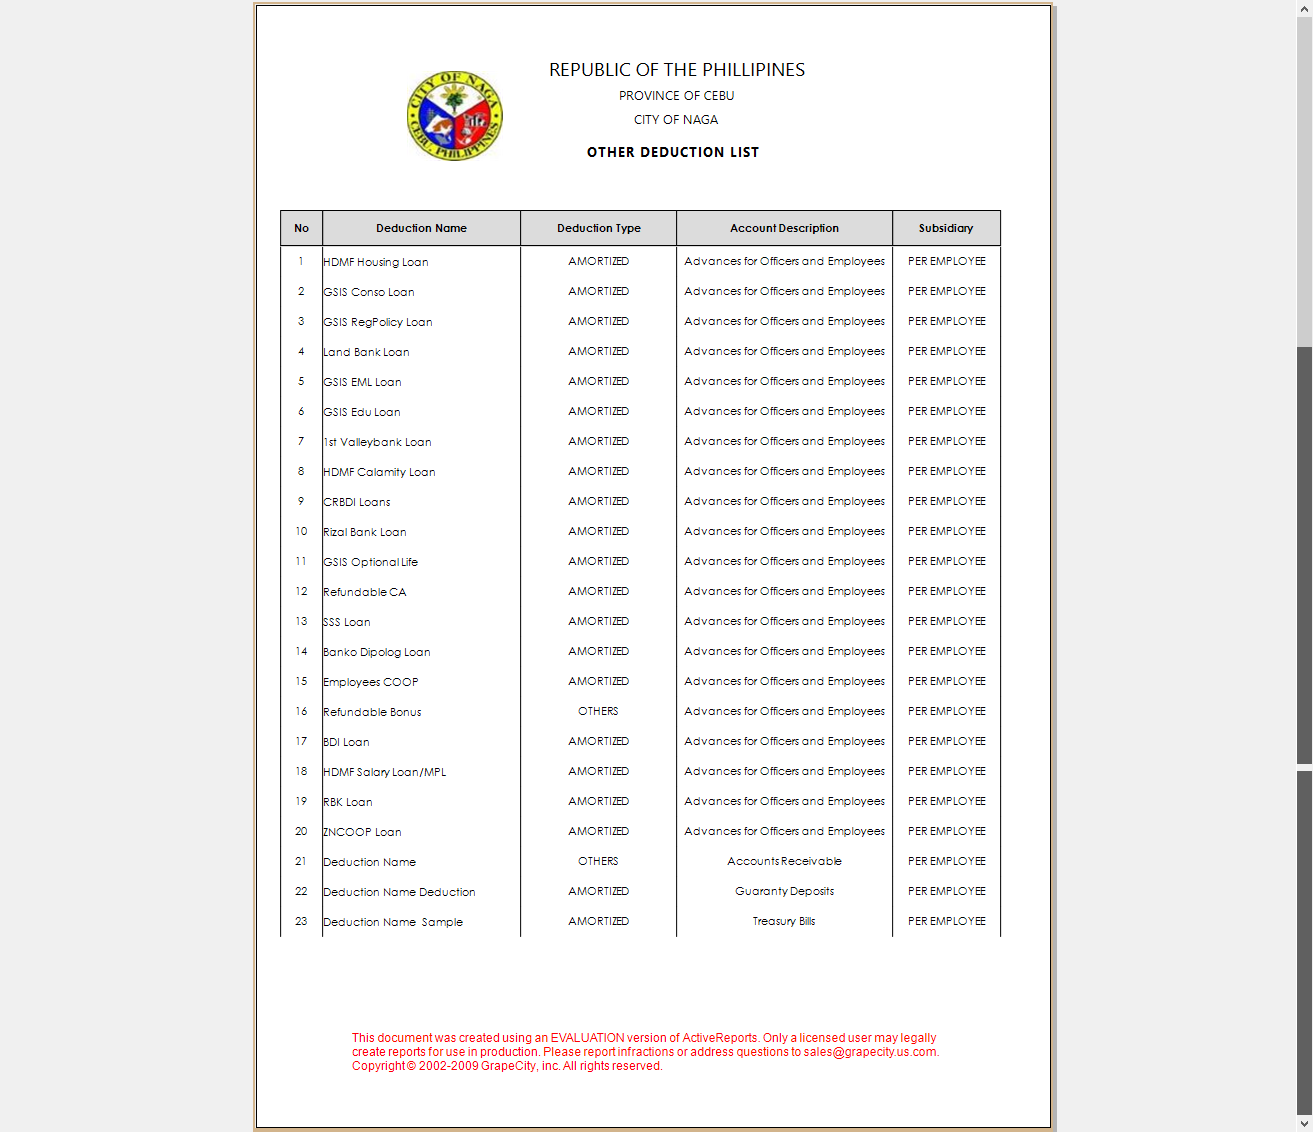 CITY OF NAGA
CEBU, PHILIPPINES
REPUBLIC OF THE PHILLIPINES
PROVINCE OF CEBU
CITY OF NAGA
OTHER DEDUCTION LIST
No Deduction Name Deduction Type Account Description Subsidiary
1 HDMF Housing Loan AMORTIZED Advances for Officers and Employees PER EMPLOYEE
2 GSIS Conso Loan AMORTIZED Advances for Officers and Employees PER EMPLOYEE
3 GSIS RegPolicy Loan AMORTIZED Advances for Officers and Employees PER EMPLOYEE
4 Land Bank Loan AMORTIZED Advances for Officers and Employees PER EMPLOYEE
5 GSIS EML Loan AMORTIZED Advances for Officers and Employees PER EMPLOYEE
6 GSIS Edu Loan AMORTIZED Advances for Officers and Employees PER EMPLOYEE
7 1st Valleybank Loan AMORTIZED Advances for Officers and Employees PER EMPLOYEE
8 HDMF Calamity Loan AMORTIZED Advances for Officers and Employees PER EMPLOYEE
9 CRBDI Loans AMORTIZED Advances for Officers and Employees PER EMPLOYEE
10 Rizal Bank Loan AMORTIZED Advances for Officers and Employees PER EMPLOYEE
11 GSIS Optional Life AMORTIZED Advances for Officers and Employees PER EMPLOYEE
12 Refundable CA AMORTIZED Advances for Officers and Employees PER EMPLOYEE
13 SSS Loan AMORTIZED Advances for Officers and Employees PER EMPLOYEE
14 Banko Dipolog Loan AMORTIZED Advances for Officers and Employees PER EMPLOYEE
15 Employees COOP AMORTIZED Advances for Officers and Employees PER EMPLOYEE
16 Refundable Bonus OTHERS Advances for Officers and Employees PER EMPLOYEE
17 BDI Loan AMORTIZED Advances for Officers and Employees PER EMPLOYEE
18 HDMF Salary Loan/MPL AMORTIZED Advances for Officers and Employees PER EMPLOYEE
19 RBK Loan AMORTIZED Advances for Officers and Employees PER EMPLOYEE
20 ZNCOOP Loan AMORTIZED Advances for Officers and Employees PER EMPLOYEE
21 Deduction Name OTHERS Accounts Receivable PER EMPLOYEE
22 Deduction Name Deduction AMORTIZED Guaranty Deposits PER EMPLOYEE
23 Deduction Name Sample AMORTIZED Treasury Bills PER EMPLOYEE
This document was created using an EVALUATION version of ActiveReports. Only a licensed user may legally
create reports for use in production. Please report infractions or address questions to sales@grapecity.us.com.
Copyright © 2002-2009 GrapeCity, inc. All rights reserved.